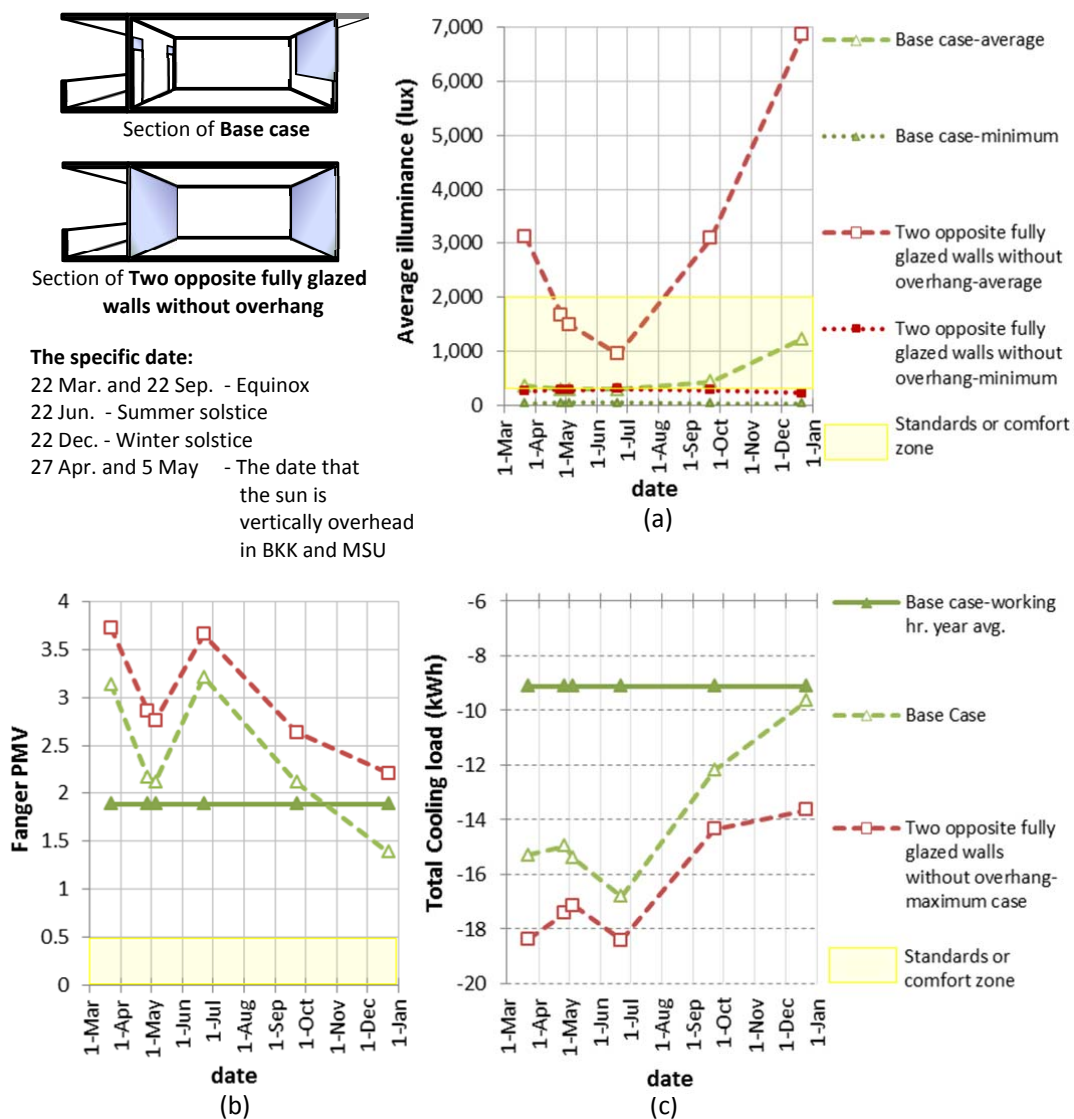 Section of Base case
Section of Two opposite fully glazed
walls without overhang
The specific date:
22 Mar. and 22 Sep. - Equinox
22 Jun. - Summer solstice
22 Dec. - Winter solstice
27 Apr. and 5 May - The date that
the sun is
vertically overhead
in BKK and MSU
Average illuminance (lux)
7,000
6,000
5,000
4,000
3,000
2,000
1,000
0
1-Mar
1-Apr
1-May
1-Jun
1-Jul
1-Aug
1-Sep
1-Oct
1-Nov
1-Dec
1-Jan
date
(a)
Base case-average
Base case-minimum
Two opposite fully
glazed walls without
overhang-average
Two opposite fully
glazed walls without
overhang-minimum
Standards or comfort
zone
Fanger PMV
4
3.5
3
2.5
2
1.5
1
0.5
0
1-Mar
1-Apr
1-May
1-Jun
1-Jul
1-Aug
1-Sep
1-Oct
1-Nov
1-Dec
1-Jan
date
(b)
Total Cooling load (kWh)
-6
-8
-10
-12
-14
-16
-18
-20
1-Mar
1-Apr
1-May
1-Jun
1-Jul
1-Aug
1-Sep
1-Oct
1-Nov
1-Dec
1-Jan
date
(c)
Base case-working
hr. year avg.
Base Case
Two opposite fully
glazed walls
without overhang-
maximum case
Standards or
comfort zone